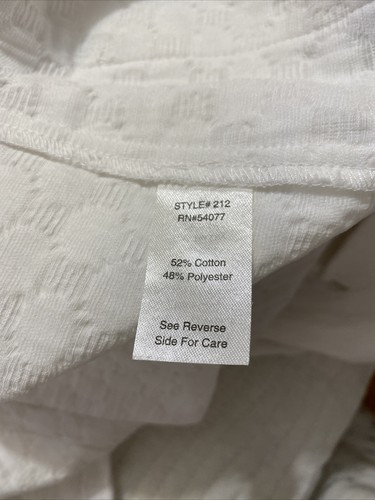 STYLE# 212
RN#54077
52% Cotton
48% Polyester
See Reverse
Side For Care